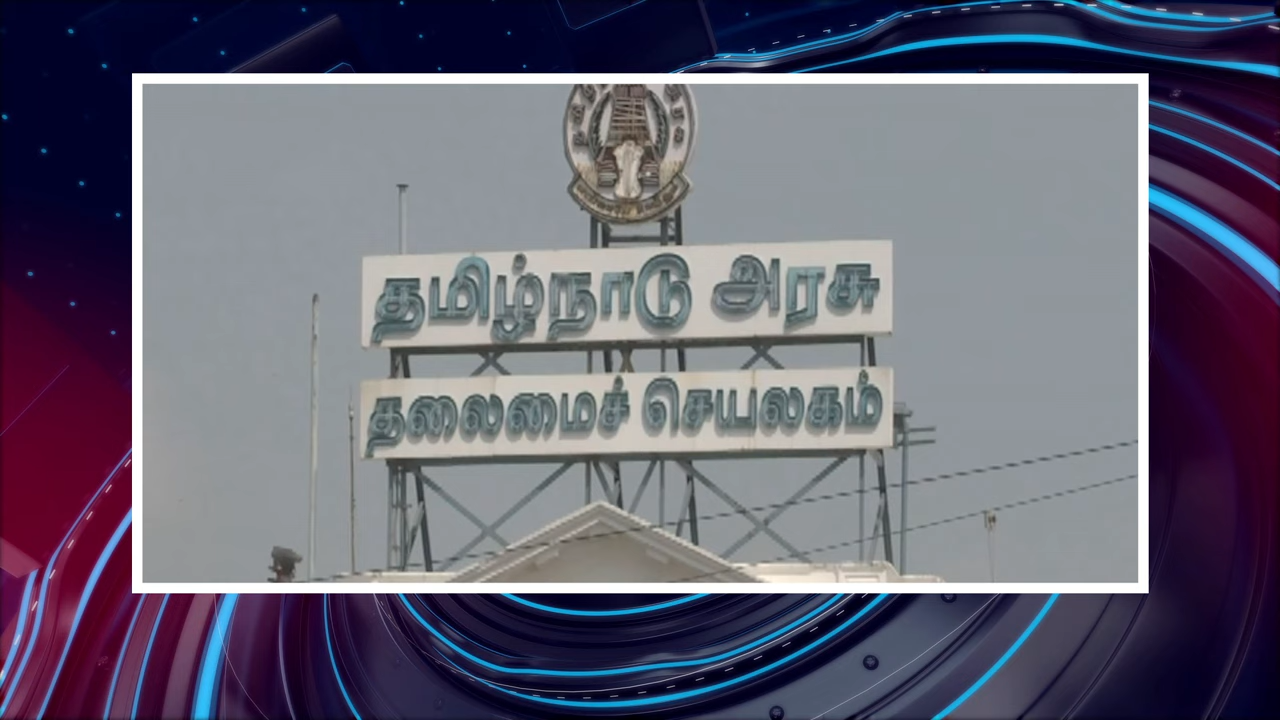 தமிழ்நாடு அரசு
தலைமைச் செயலகம்